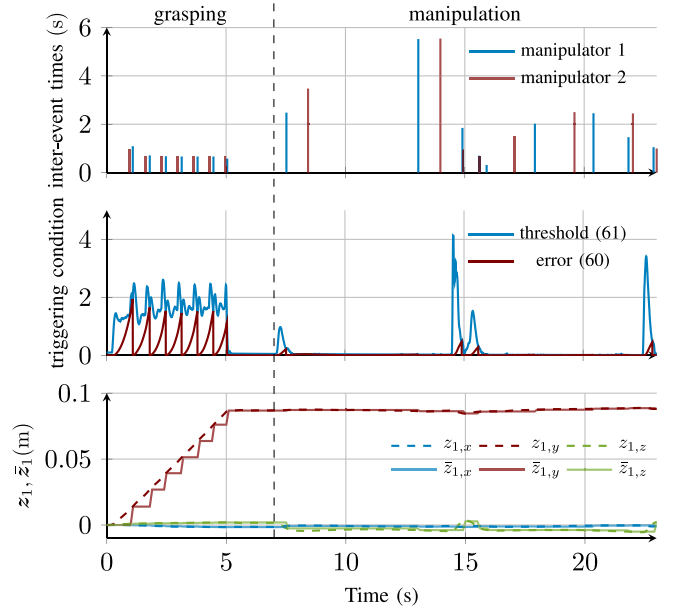 grasping manipulation
inter-event times (s)
6
4
2
0
manipulator 1
manipulator 2
triggering condition
4
2
0
threshold (61)
error (60)
z₁, z̄₁(m)
0.1
0.05
0
z₁,ₓ z₁,y z₁,z
z̄₁,ₓ z̄₁,y z̄₁,z
0 5 10 15 20
Time (s)